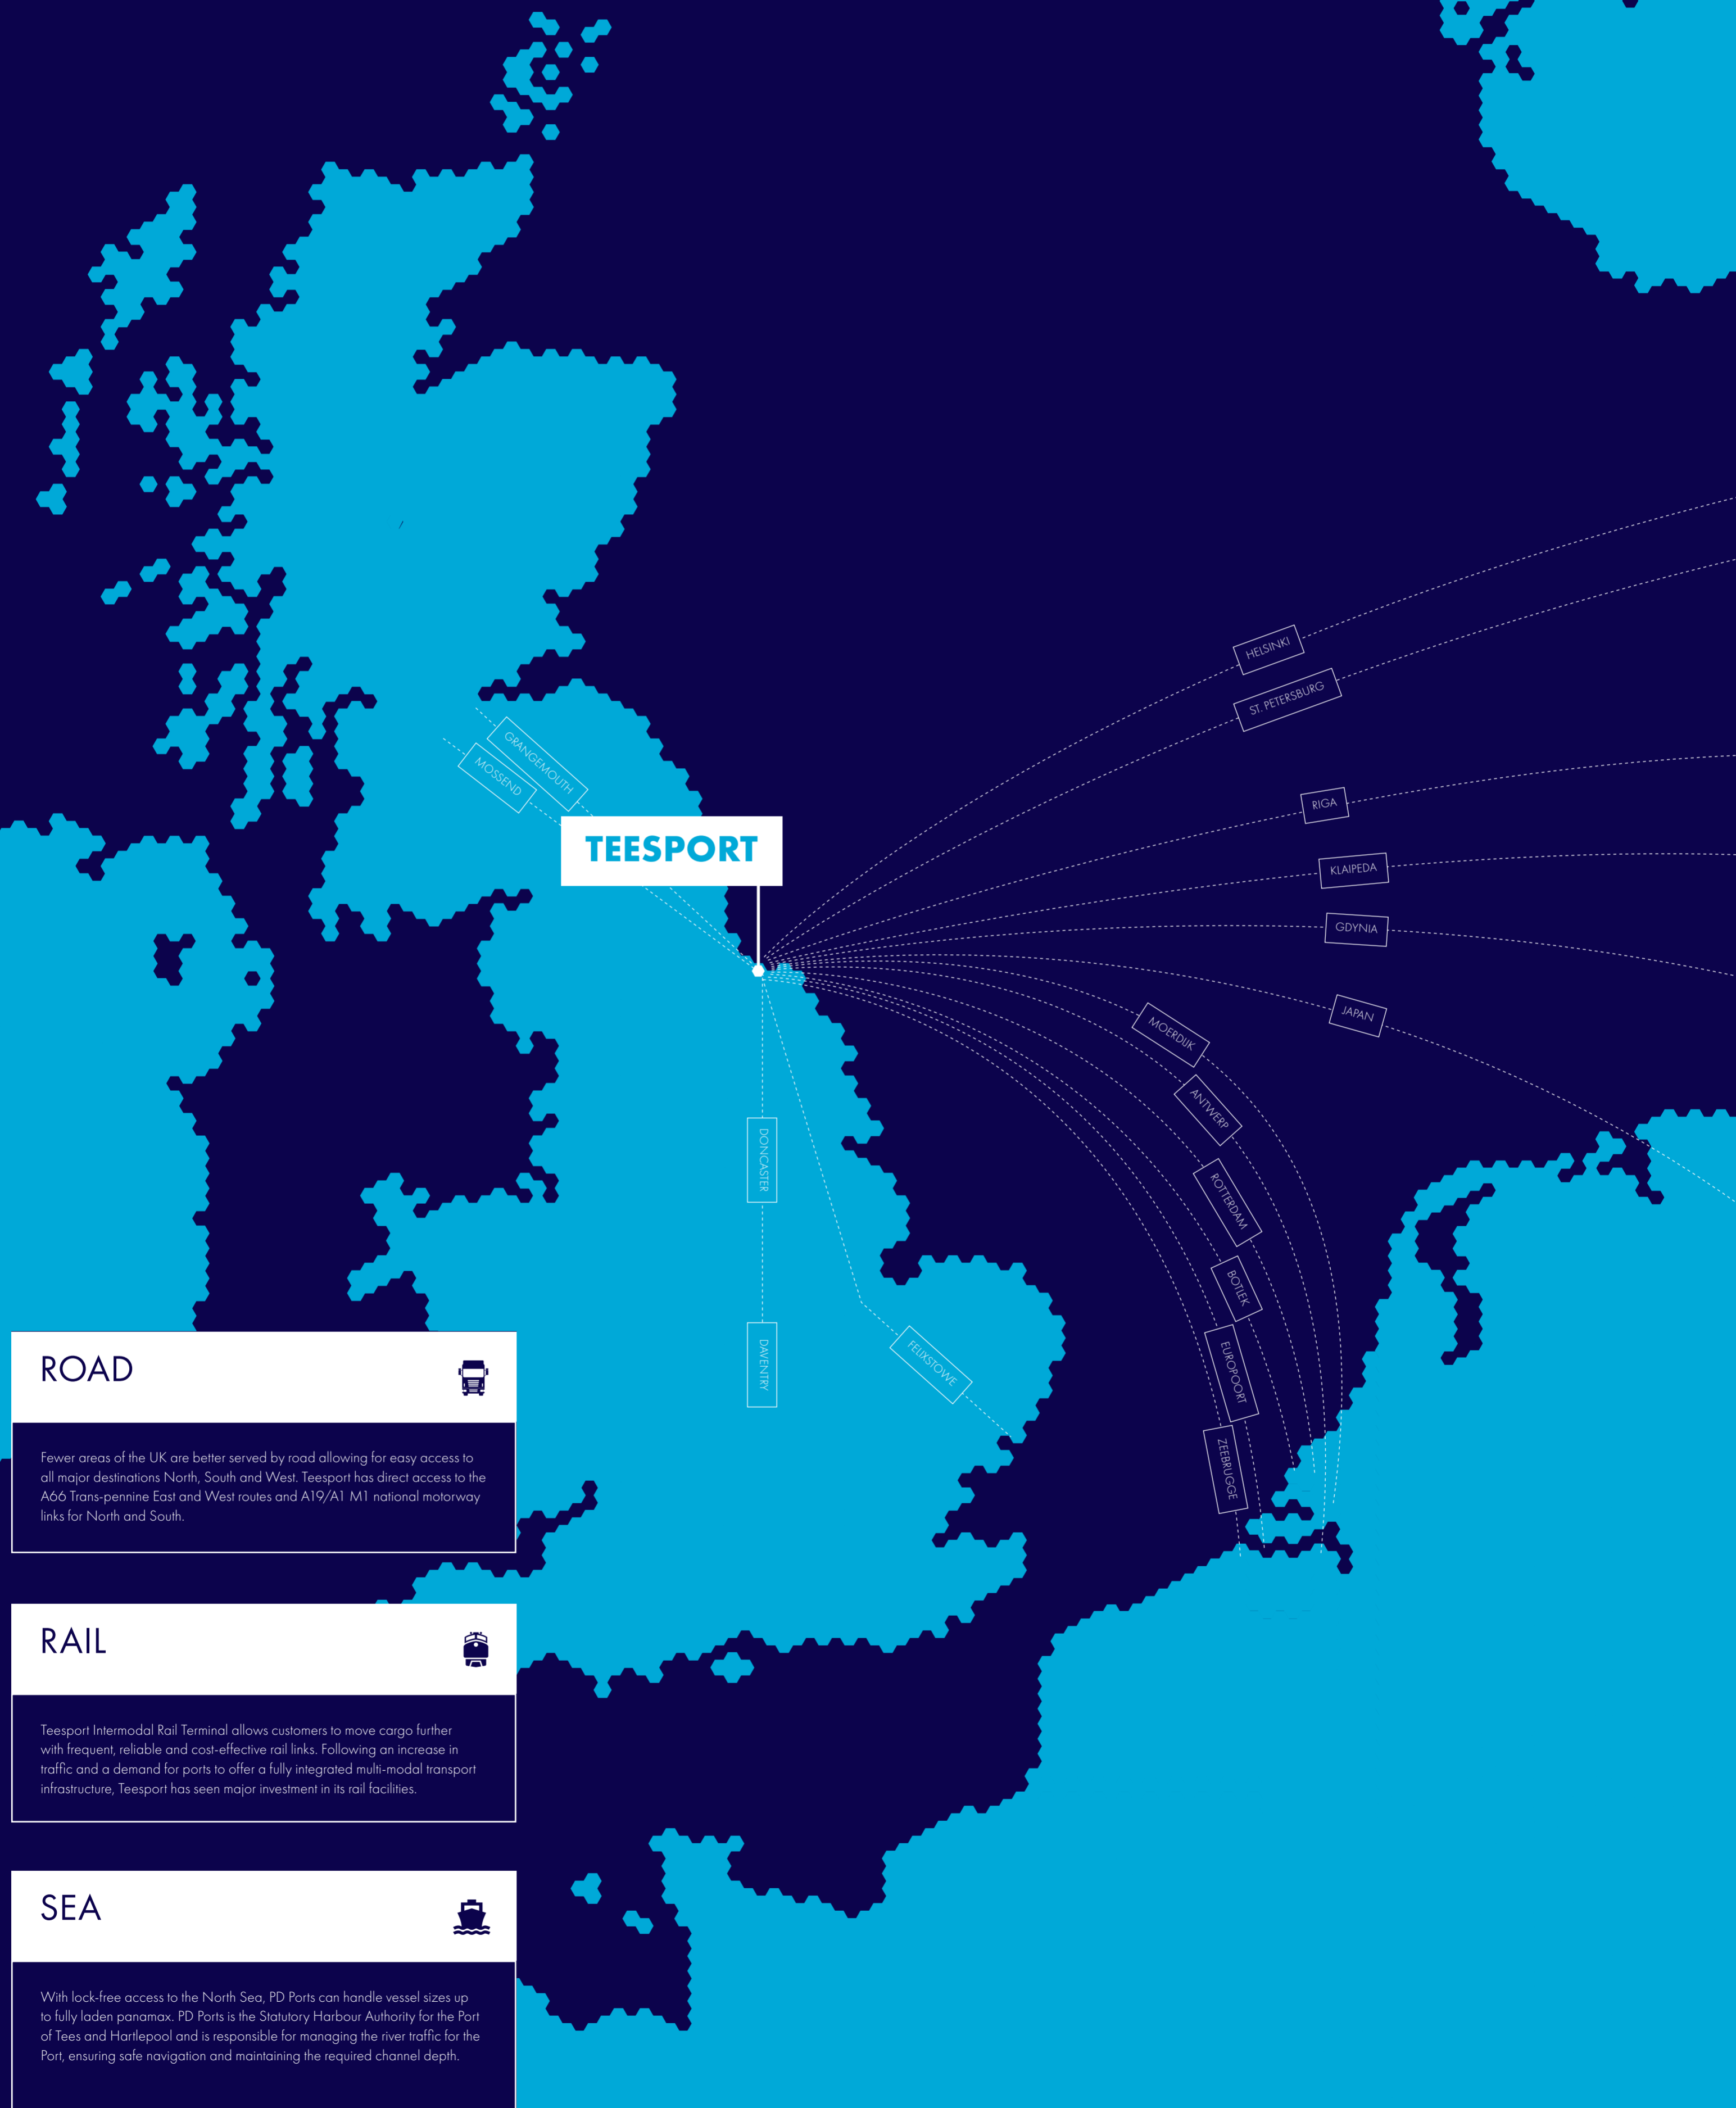 HELSINKI
ST. PETERSBURG
GRANGEMOUTH
MOSSEND
RIGA
TEESPORT
KLAIPEDA
GDYNIA
JAPAN
MOERDIJK
ANTWERP
DONCASTER
ROTTERDAM
BOTLEK
DAVENTRY
FELIXSTOWE
EUROPOORT
ZEEBRUGGE
ROAD
Fewer areas of the UK are better served by road allowing for easy access to
all major destinations North, South and West. Teesport has direct access to the
A66 Trans-pennine East and West routes and A19/A1 M1 national motorway
links for North and South.
RAIL
Teesport Intermodal Rail Terminal allows customers to move cargo further
with frequent, reliable and cost-effective rail links. Following an increase in
traffic and a demand for ports to offer a fully integrated multi-modal transport
infrastructure, Teesport has seen major investment in its rail facilities.
SEA
With lock-free access to the North Sea, PD Ports can handle vessel sizes up
to fully laden panamax. PD Ports is the Statutory Harbour Authority for the Port
of Tees and Hartlepool and is responsible for managing the river traffic for the
Port, ensuring safe navigation and maintaining the required channel depth.